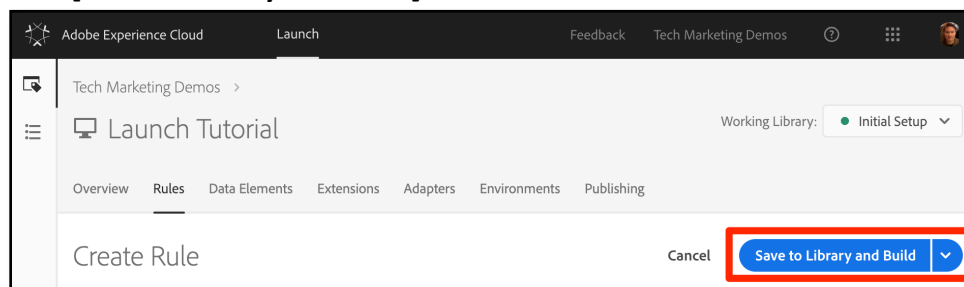 Adobe Experience Cloud Launch Feedback Tech Marketing Demos ?
Tech Marketing Demos >
Launch Tutorial
Working Library: Initial Setup
Overview Rules Data Elements Extensions Adapters Environments Publishing
Create Rule
Cancel Save to Library and Build